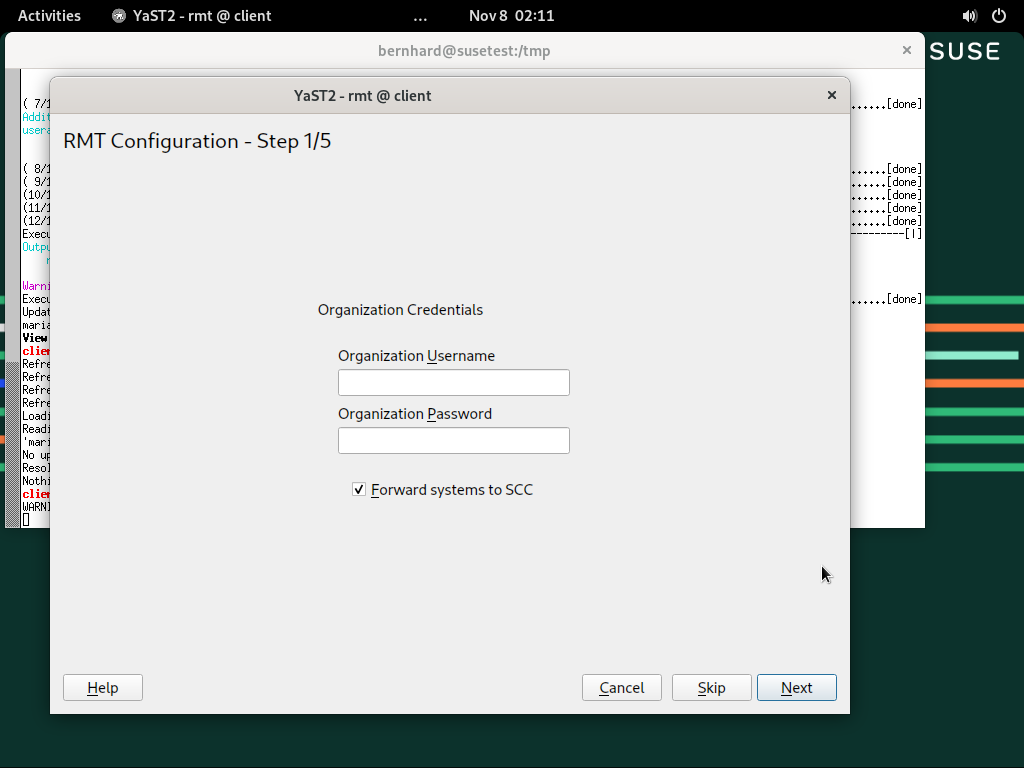 Activities YaST2 - rmt @ client ... Nov 8 02:11
bernhard@susetest:/tmp
SUSE
YaST2 - rmt @ client
RMT Configuration - Step 1/5
Organization Credentials
Organization Username
Organization Password
Forward systems to SCC
Help Cancel Skip Next
( 7/1 ......[done]
Addit
usera
( 8/1 ......[done]
( 9/1 ......[done]
(10/1 ......[done]
(11/1 ......[done]
(12/1 ......[done]
Execu ---------[|]
Outpu
Warni
Execu ......[done]
Updat
maria
View
clien
Refre
Refre
Refre
Refre
Loadi
Readi
'mari
No up
Resol
Nothi
clien
WARNI